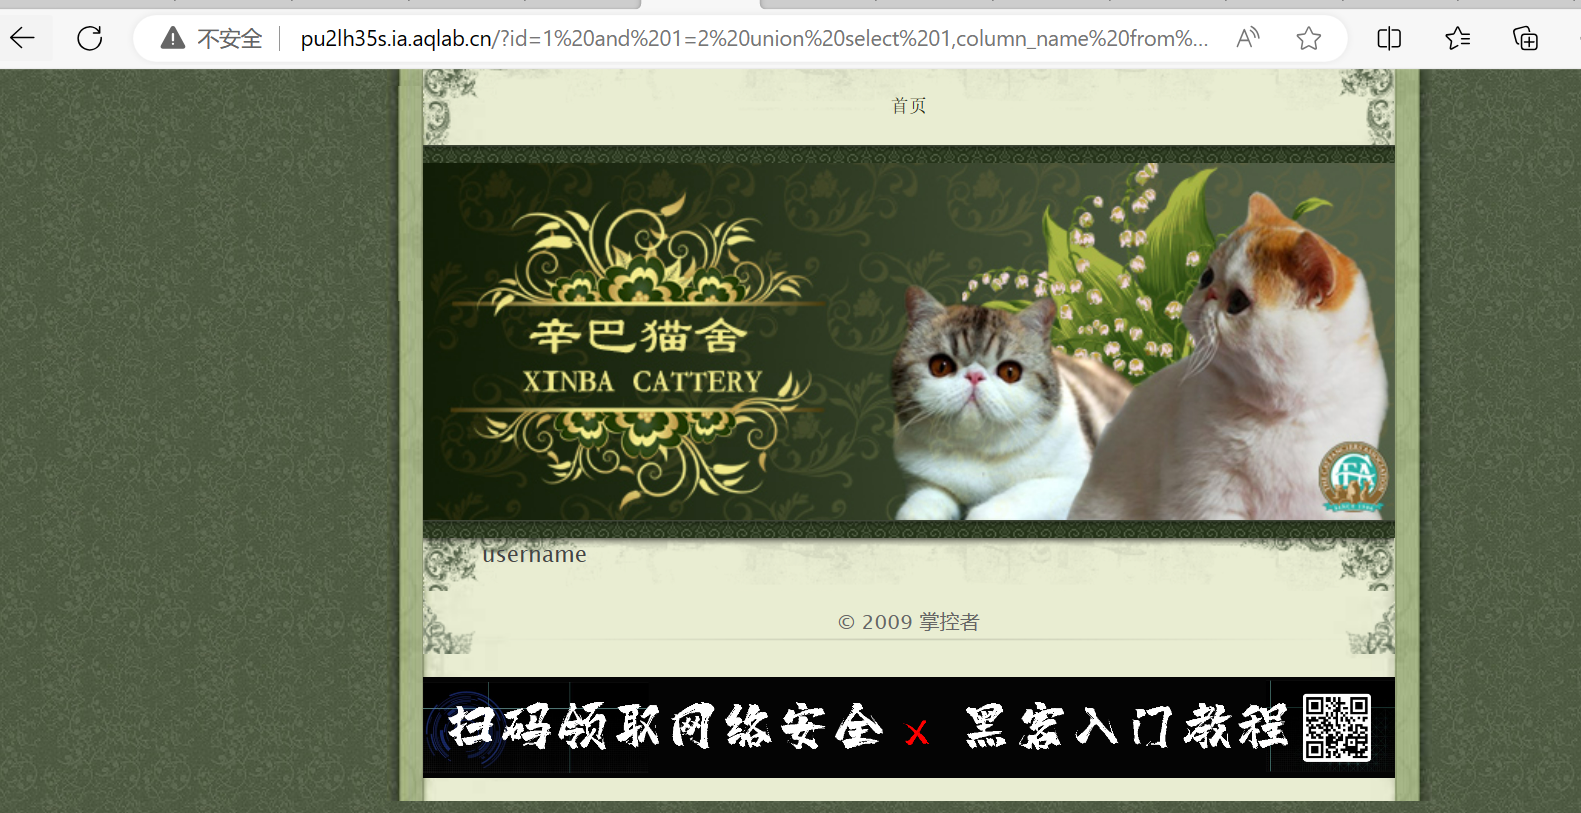 不安全 pu2lh35s.ia.aqlab.cn/?id=1%20and%201=2%20union%20select%201,column_name%20from%...
首页
辛巴猫舍
XINBA CATTERY
username
© 2009 掌控者
扫码领取网络安全 x 黑客入门教程